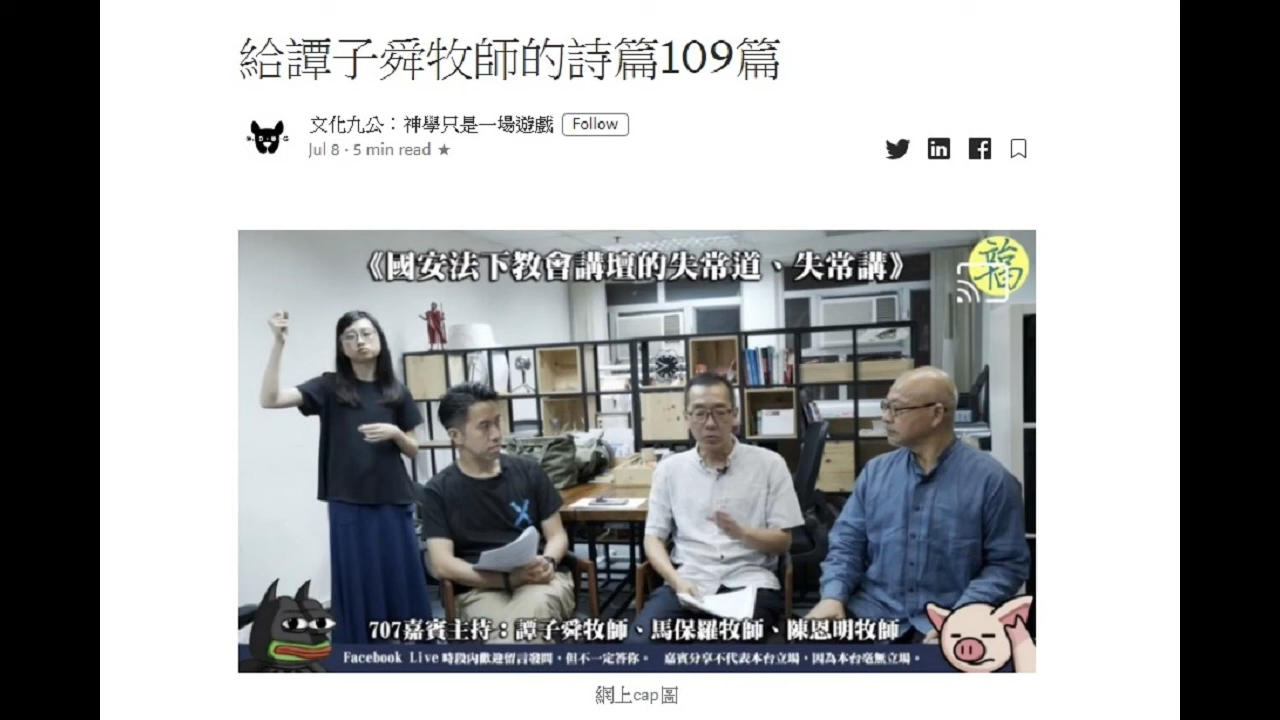 給譚子舜牧師的詩篇109篇
文化九公：神學只是一場遊戲 Follow
Jul 8 · 5 min read ★
《國安法下教會講壇的失常道、失常講》
707嘉賓主持：譚子舜牧師、馬保羅牧師、陳恩明牧師
Facebook Live 時段內歡迎留言發問，但不一定答你。 嘉賓分享不代表本台立場，因為本台毫無立場。
網上cap圖